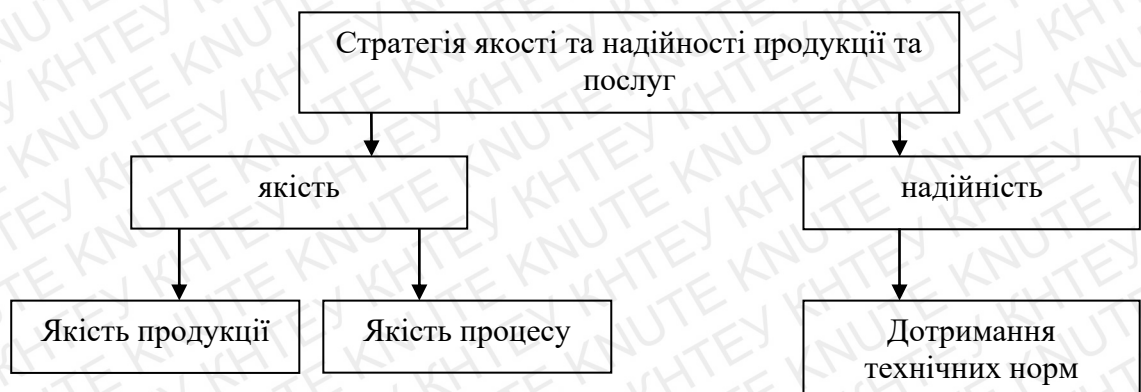 Стратегія якості та надійності продукції та
послуг
якість
надійність
Якість продукції
Якість процесу
Дотримання
технічних норм